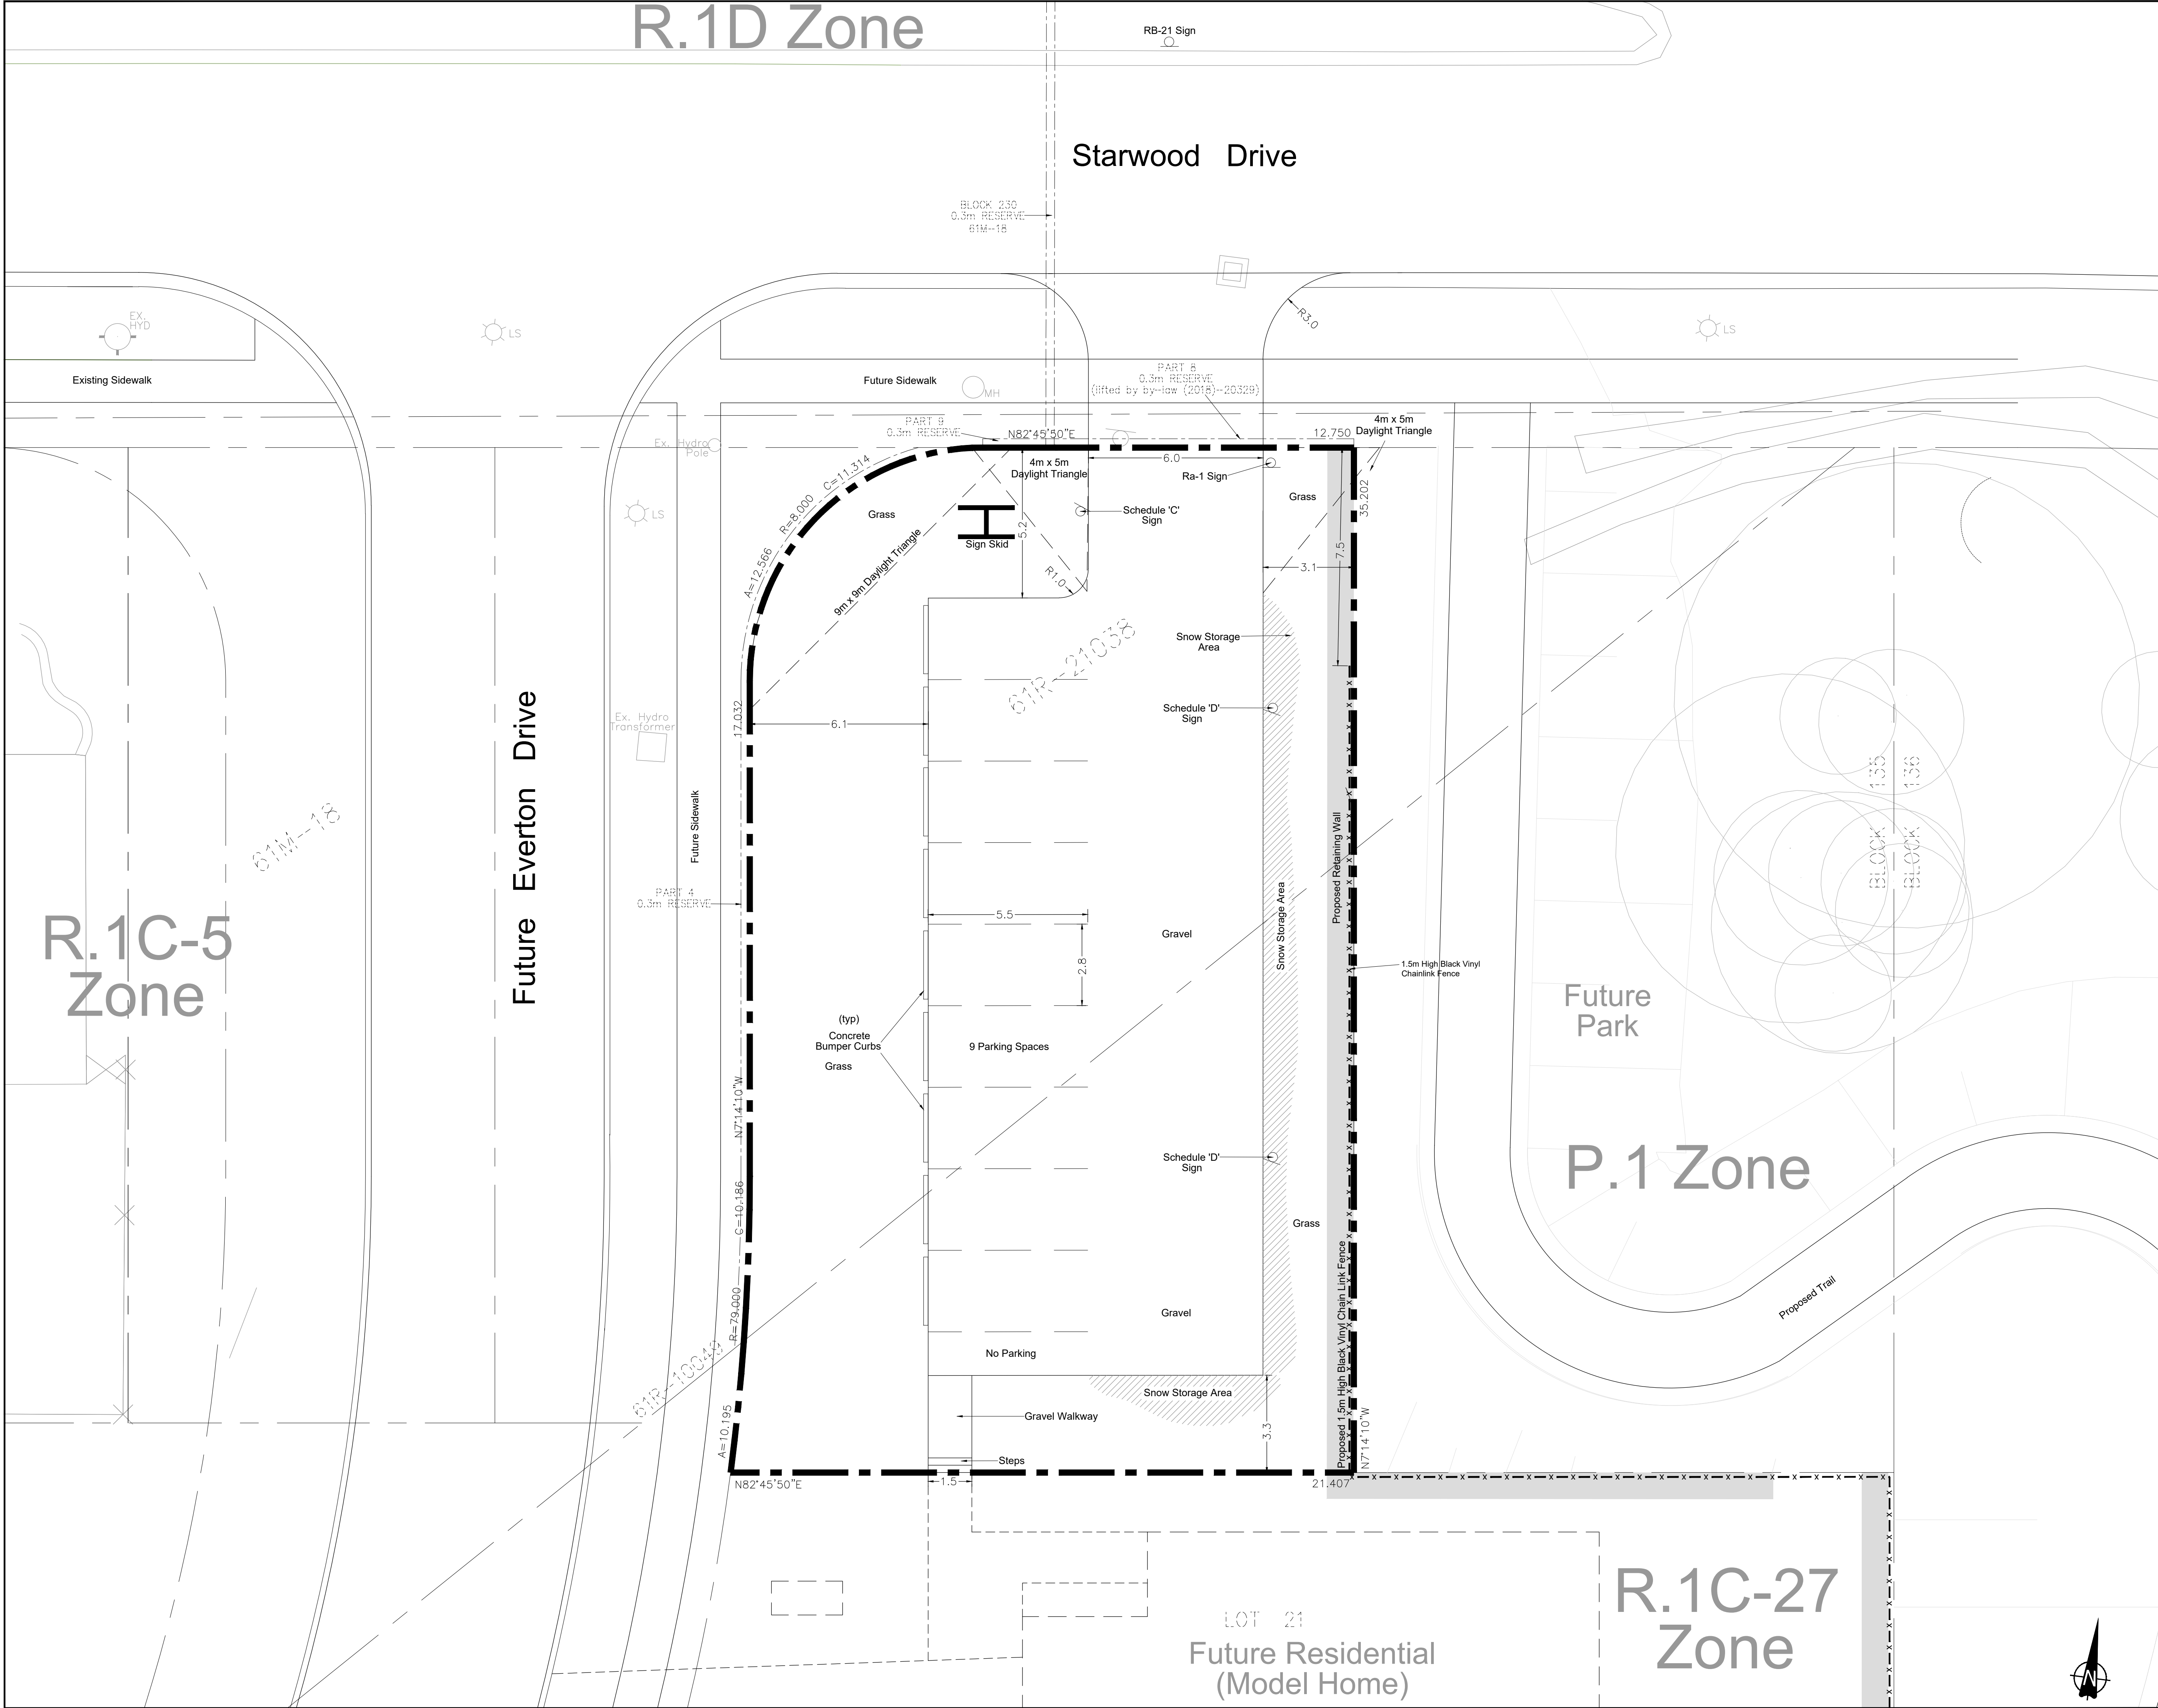 R.1D Zone
RB-21 Sign
Starwood Drive
BLOCK 230
0.3m RESERVE
61M-18
R3.0
EX.
HYD
LS
LS
Existing Sidewalk
Future Sidewalk
MH
PART 8
0.3m RESERVE
(lifted by by-law (2018)-20329)
PART 9
0.3m RESERVE
N82°45'50"E
12.750
4m x 5m
Daylight Triangle
Ex. Hydro
Pole
LS
A=12.566
R=8.000
C=11.314
4m x 5m
Daylight Triangle
6.0
Ra-1 Sign
Grass
35.202
Grass
Schedule 'C'
Sign
Sign Skid
5.2
7.5
9m x 9m Daylight Triangle
R1.0
3.1
61R-21038
Snow Storage
Area
Ex. Hydro
Transformer
17.032
6.1
Schedule 'D'
Sign
61M-18
Future Everton Drive
Future Sidewalk
Proposed Retaining Wall
BLOCK 135
BLOCK 136
PART 4
0.3m RESERVE
R.1C-5
Zone
5.5
2.8
Gravel
Snow Storage Area
1.5m High Black Vinyl
Chainlink Fence
Future
Park
(typ)
Concrete
Bumper Curbs
Grass
9 Parking Spaces
N7°14'10"W
P.1 Zone
Schedule 'D'
Sign
C=10.186
Grass
Proposed Trail
R=79.000
Gravel
61R-10049
No Parking
Proposed 1.5m High Black Vinyl Chain Link Fence
Snow Storage Area
A=10.195
Gravel Walkway
3.3
N7°14'10"W
Steps
N82°45'50"E
1.5
21.407
R.1C-27
Zone
LOT 21
Future Residential
(Model Home)
N